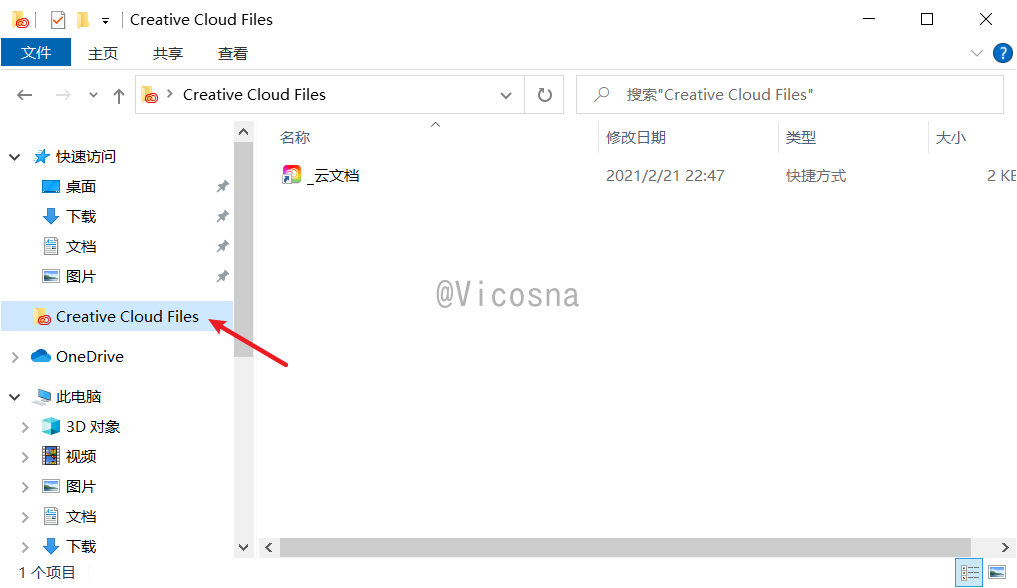 Creative Cloud Files
文件 主页 共享 查看
Creative Cloud Files 搜索"Creative Cloud Files"
名称 修改日期 类型 大小
_云文档 2021/2/21 22:47 快捷方式 2 KB
快速访问
桌面
下载
文档
图片
Creative Cloud Files
OneDrive
此电脑
3D 对象
视频
图片
文档
下载
@Vicosna
1 个项目